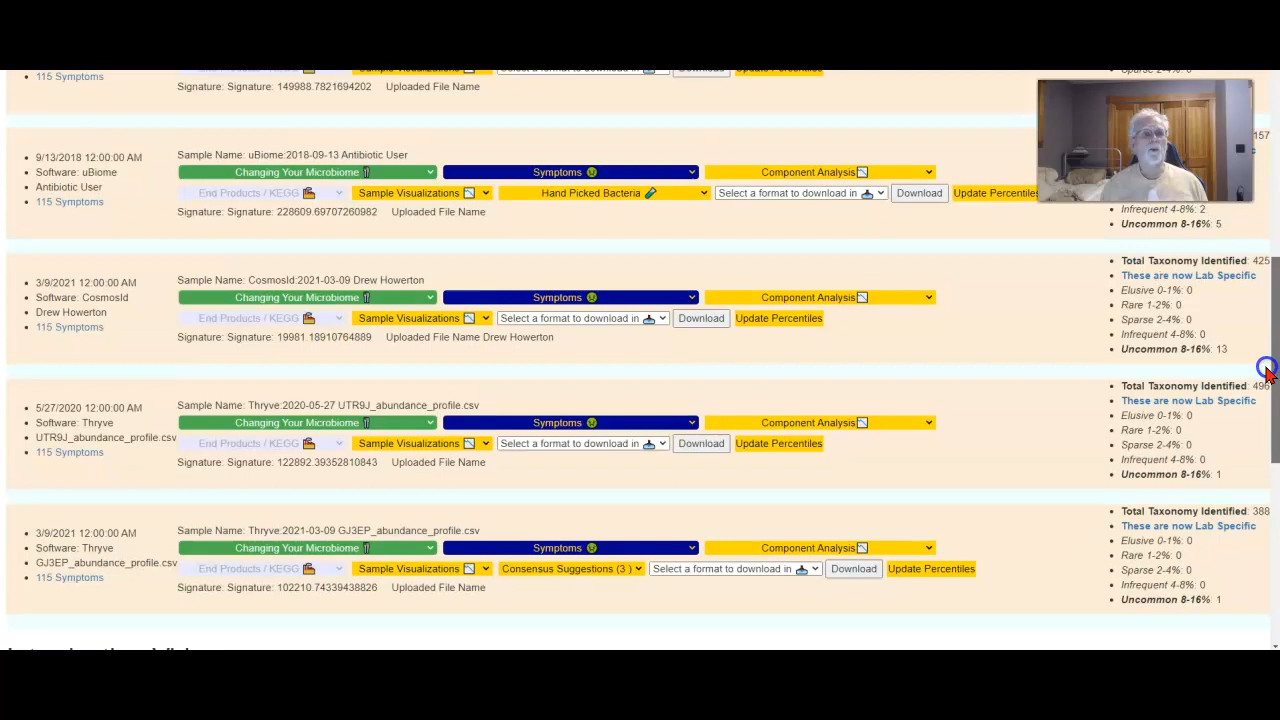 115 Symptoms
Sample Visualizations
Signature: Signature: 149988.7821694202 Uploaded File Name
157
9/13/2018 12:00:00 AM
Software: uBiome
Antibiotic User
115 Symptoms
Sample Name: uBiome:2018-09-13 Antibiotic User
Changing Your Microbiome Symptoms Component Analysis
End Products / KEGG Sample Visualizations Hand Picked Bacteria Select a format to download in Download Update Percentiles
Signature: Signature: 228609.69707260982 Uploaded File Name
Infrequent 4-8%: 2
Uncommon 8-16%: 5
3/9/2021 12:00:00 AM
Software: CosmosId
Drew Howerton
115 Symptoms
Sample Name: CosmosId:2021-03-09 Drew Howerton
Changing Your Microbiome Symptoms Component Analysis
End Products / KEGG Sample Visualizations Select a format to download in Download Update Percentiles
Signature: Signature: 19981.18910764889 Uploaded File Name Drew Howerton
Total Taxonomy Identified: 425
These are now Lab Specific
Elusive 0-1%: 0
Rare 1-2%: 0
Sparse 2-4%: 0
Infrequent 4-8%: 0
Uncommon 8-16%: 13
5/27/2020 12:00:00 AM
Software: Thryve
UTR9J_abundance_profile.csv
115 Symptoms
Sample Name: Thryve:2020-05-27 UTR9J_abundance_profile.csv
Changing Your Microbiome Symptoms Component Analysis
End Products / KEGG Sample Visualizations Select a format to download in Download Update Percentiles
Signature: Signature: 122892.39352810843 Uploaded File Name
Total Taxonomy Identified: 496
These are now Lab Specific
Elusive 0-1%: 0
Rare 1-2%: 0
Sparse 2-4%: 0
Infrequent 4-8%: 0
Uncommon 8-16%: 1
3/9/2021 12:00:00 AM
Software: Thryve
GJ3EP_abundance_profile.csv
115 Symptoms
Sample Name: Thryve:2021-03-09 GJ3EP_abundance_profile.csv
Changing Your Microbiome Symptoms Component Analysis
End Products / KEGG Sample Visualizations Consensus Suggestions (3 ) Select a format to download in Download Update Percentiles
Signature: Signature: 102210.74339438826 Uploaded File Name
Total Taxonomy Identified: 388
These are now Lab Specific
Elusive 0-1%: 0
Rare 1-2%: 0
Sparse 2-4%: 0
Infrequent 4-8%: 0
Uncommon 8-16%: 1